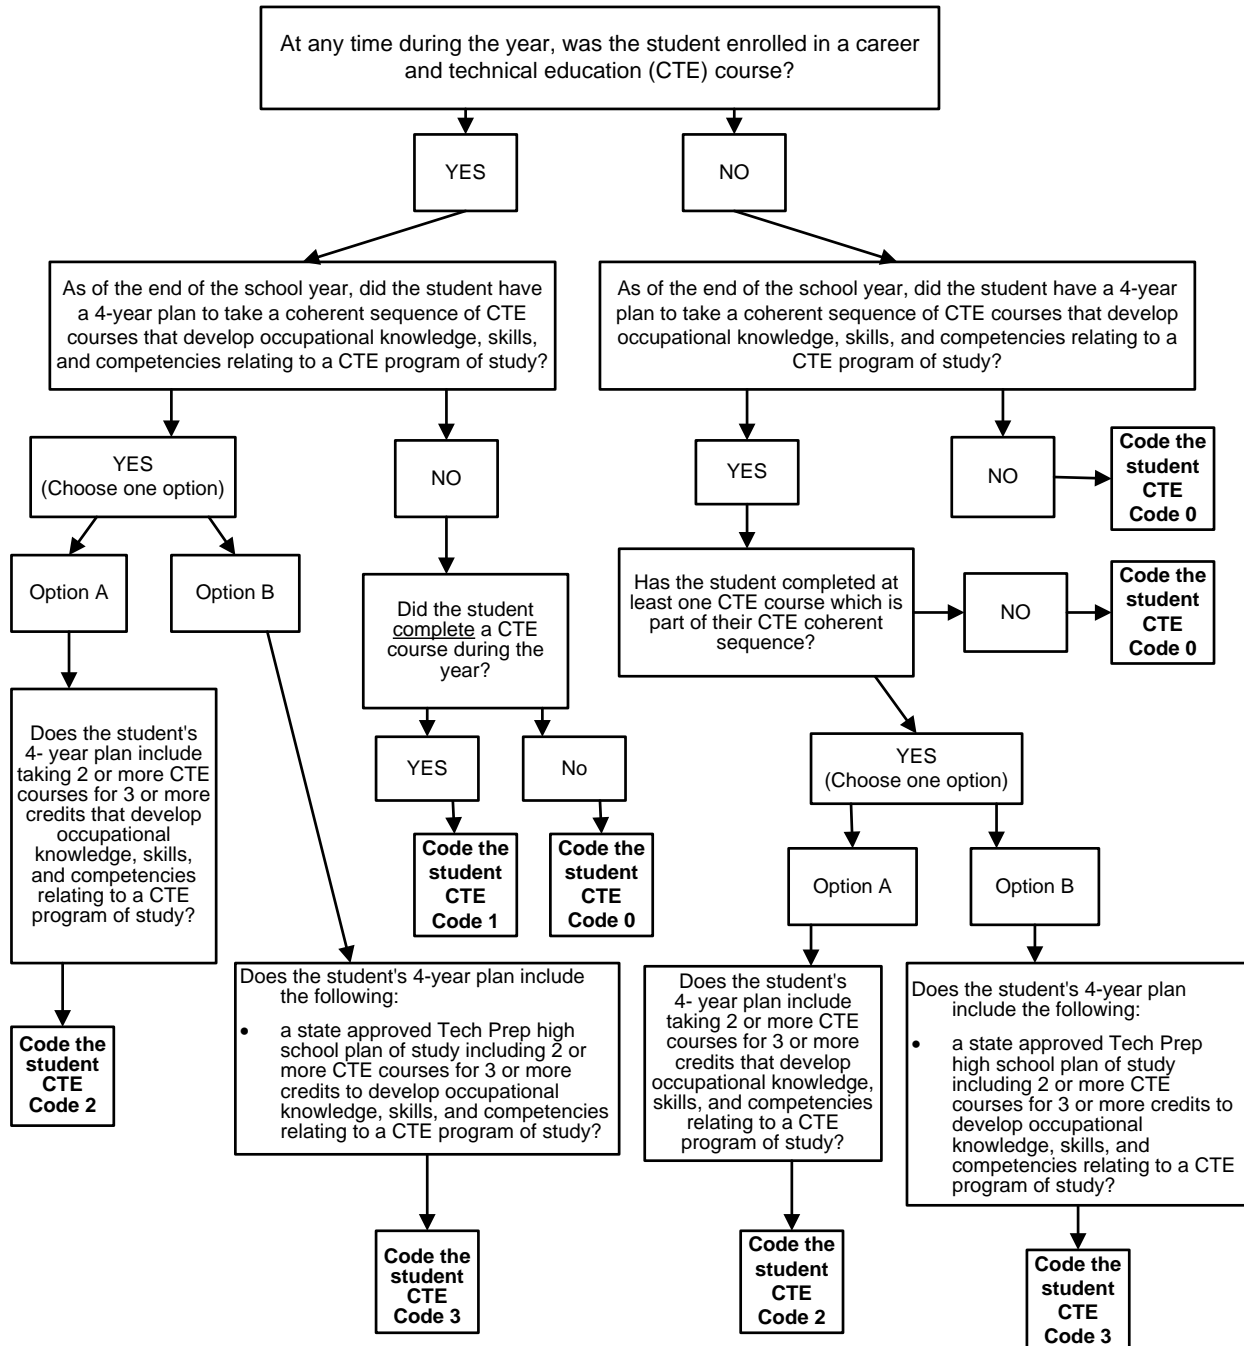 At any time during the year, was the student enrolled in a career
and technical education (CTE) course?
YES
NO
As of the end of the school year, did the student have
a 4-year plan to take a coherent sequence of CTE
courses that develop occupational knowledge, skills,
and competencies relating to a CTE program of study?
As of the end of the school year, did the student have a 4-year
plan to take a coherent sequence of CTE courses that develop
occupational knowledge, skills, and competencies relating to a
CTE program of study?
YES
(Choose one option)
NO
YES
NO
Code the
student
CTE
Code 0
Option A
Option B
Did the student
complete a CTE
course during the
year?
Has the student completed at
least one CTE course which is
part of their CTE coherent
sequence?
NO
Code the
student
CTE
Code 0
Does the student's
4- year plan include
taking 2 or more CTE
courses for 3 or more
credits that develop
occupational
knowledge, skills,
and competencies
relating to a CTE
program of study?
YES
No
YES
(Choose one option)
Code the
student
CTE
Code 1
Code the
student
CTE
Code 0
Option A
Option B
Code the
student
CTE
Code 2
Does the student's 4-year plan include
the following:
• a state approved Tech Prep high
school plan of study including 2 or
more CTE courses for 3 or more
credits to develop occupational
knowledge, skills, and competencies
relating to a CTE program of study?
Does the student's
4- year plan include
taking 2 or more CTE
courses for 3 or more
credits that develop
occupational knowledge,
skills, and competencies
relating to a CTE
program of study?
Does the student's 4-year plan
include the following:
• a state approved Tech Prep
high school plan of study
including 2 or more CTE
courses for 3 or more credits to
develop occupational
knowledge, skills, and
competencies relating to a CTE
program of study?
Code the
student
CTE
Code 3
Code the
student
CTE
Code 2
Code the
student
CTE
Code 3